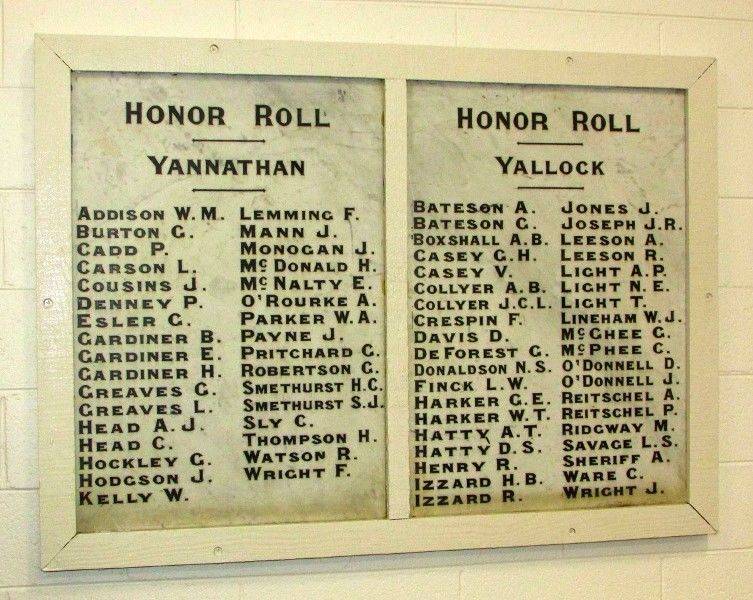 HONOR ROLL
YANNATHAN
ADDISON W.M.
BURTON G.
CADD P.
CARSON L.
COUSINS J.
DENNEY P.
ESLER G.
GARDINER B.
GARDINER E.
GARDINER H.
GREAVES G.
GREAVES L.
HEAD A.J.
HEAD C.
HOCKLEY G.
HODGSON J.
KELLY W.
LEMMING F.
MANN J.
MONOGAN J.
McDONALD H.
McNALTY E.
O'ROURKE A.
PARKER W.A.
PAYNE J.
PRITCHARD G.
ROBERTSON G.
SMETHURST H.C.
SMETHURST S.J.
SLY C.
THOMPSON H.
WATSON R.
WRIGHT F.
HONOR ROLL
YALLOCK
BATESON A.
BATESON G.
BOXSHALL A.B.
CASEY G.H.
CASEY V.
COLLYER A.B.
COLLYER J.C.L.
CRESPIN F.
DAVIS D.
DEFOREST G.
DONALDSON N.S.
FINCK L.W.
HARKER G.E.
HARKER W.T.
HATTY A.T.
HATTY D.S.
HENRY R.
IZZARD H.B.
IZZARD R.
JONES J.
JOSEPH J.R.
LEESON A.
LEESON R.
LIGHT A.P.
LIGHT N.E.
LIGHT T.
LINEHAM W.J.
McGHEE G.
McPHEE C.
O'DONNELL D.
O'DONNELL J.
REITSCHEL A.
REITSCHEL P.
RIDGWAY M.
SAVAGE L.S.
SHERIFF A.
WARE C.
WRIGHT J.